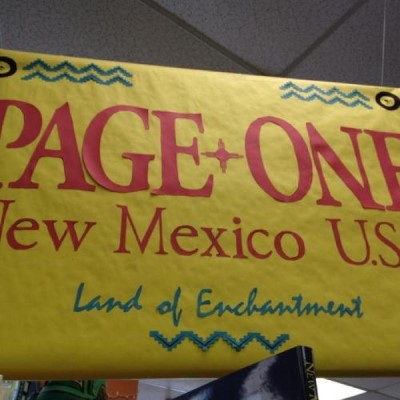 PAGE ONE
New Mexico U.S.
Land of Enchantment